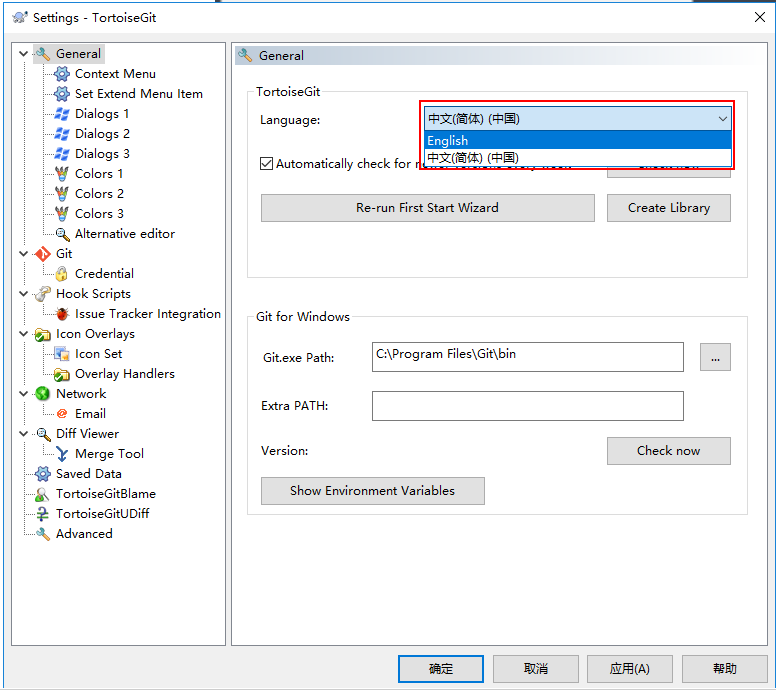 Settings - TortoiseGit
General
Context Menu
Set Extend Menu Item
Dialogs 1
Dialogs 2
Dialogs 3
Colors 1
Colors 2
Colors 3
Alternative editor
Git
Credential
Hook Scripts
Issue Tracker Integration
Icon Overlays
Icon Set
Overlay Handlers
Network
Email
Diff Viewer
Merge Tool
Saved Data
TortoiseGitBlame
TortoiseGitUDiff
Advanced
General
TortoiseGit
Language:
中文(简体) (中国)
English
中文(简体) (中国)
Automatically check for
Re-run First Start Wizard
Create Library
Git for Windows
Git.exe Path:
C:\Program Files\Git\bin
...
Extra PATH:
Version:
Check now
Show Environment Variables
确定
取消
应用(A)
帮助